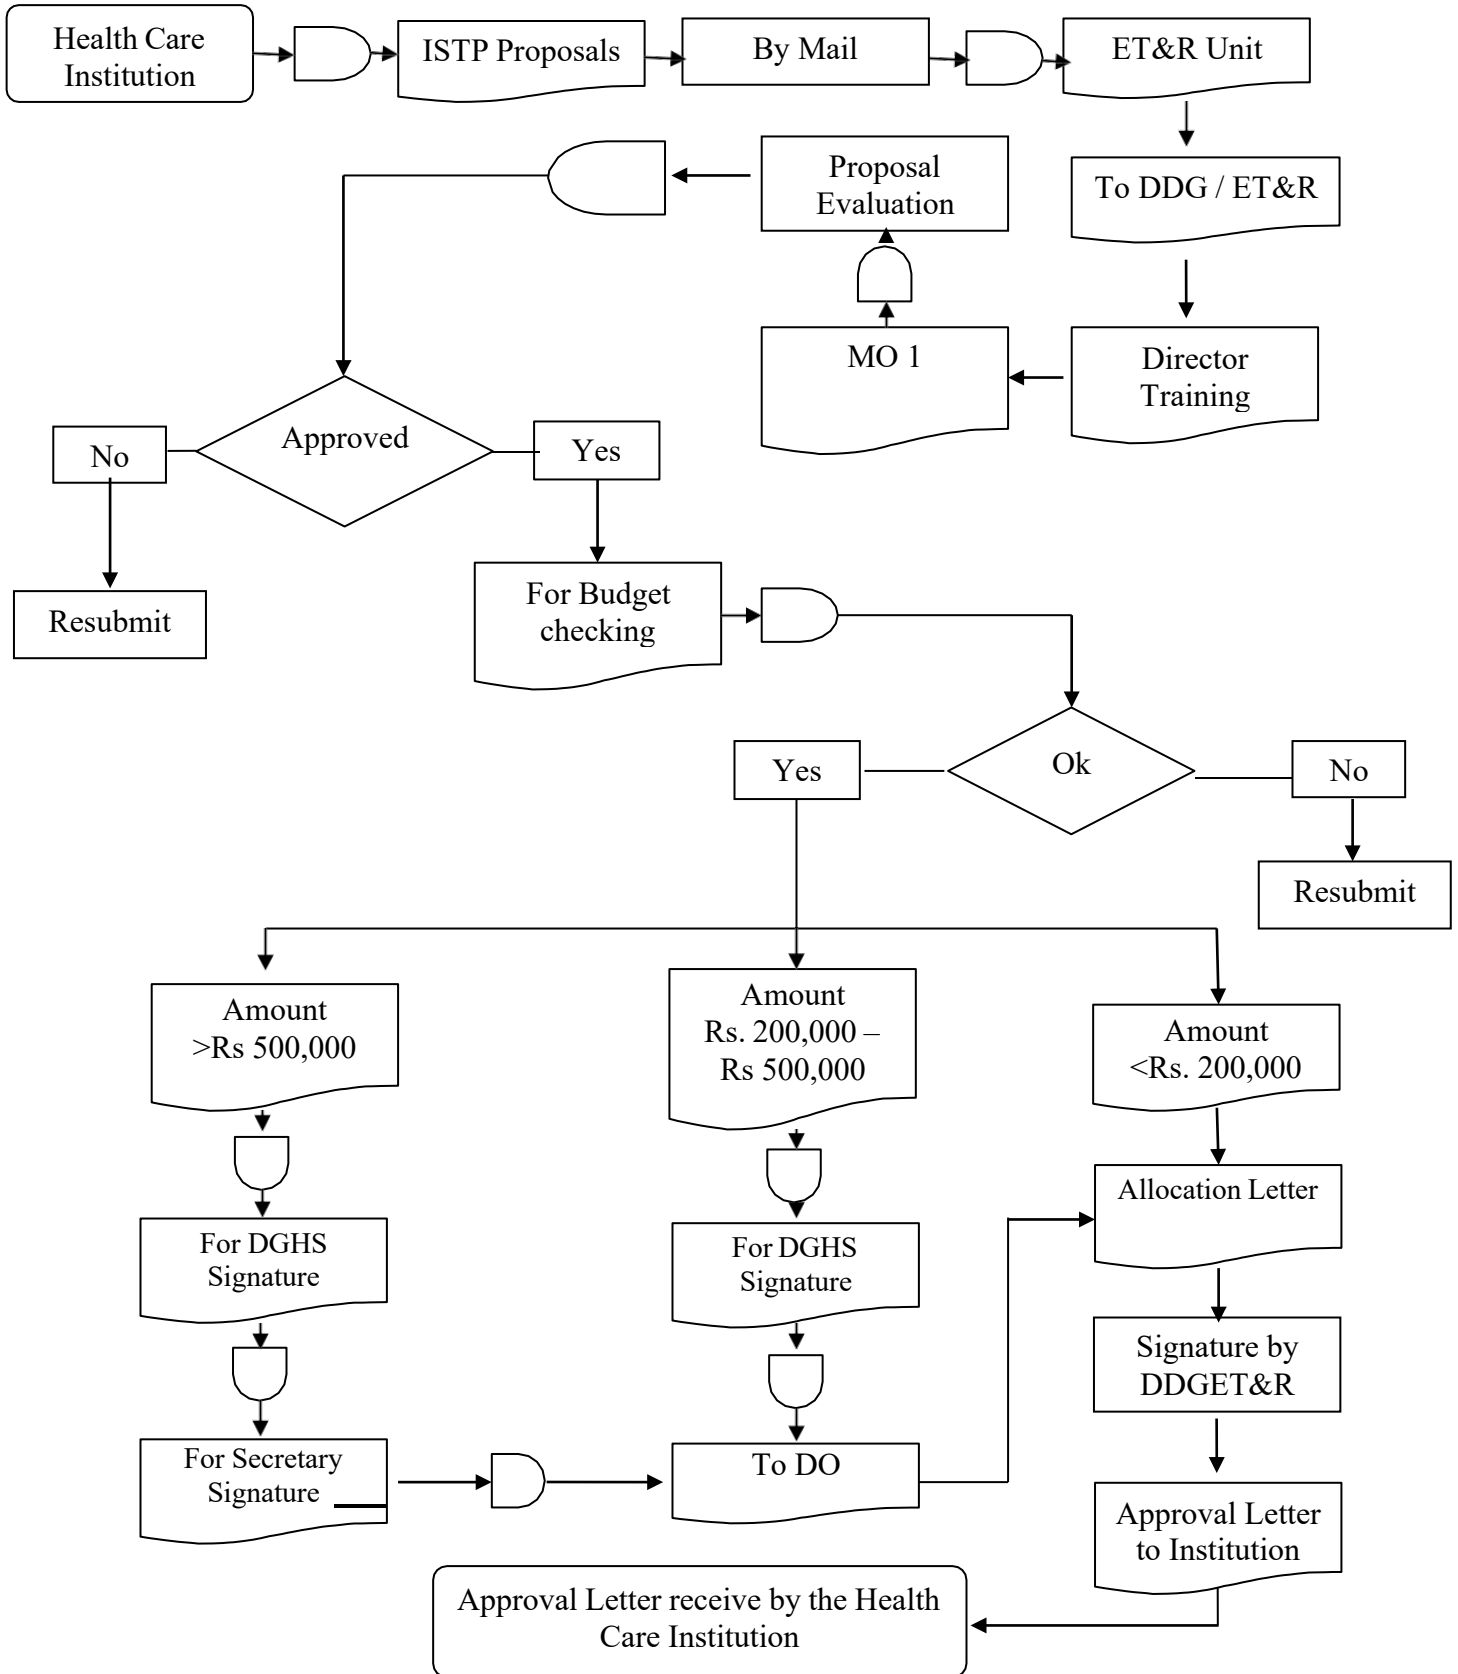 Health Care
Institution
ISTP Proposals
By Mail
ET&R Unit
To DDG / ET&R
Director
Training
MO 1
Proposal
Evaluation
Approved
No
Yes
Resubmit
For Budget
checking
Ok
Yes
No
Resubmit
Amount
>Rs 500,000
Amount
Rs. 200,000 –
Rs 500,000
Amount
<Rs. 200,000
For DGHS
Signature
For DGHS
Signature
Allocation Letter
For Secretary
Signature
To DO
Signature by
DDGET&R
Approval Letter
to Institution
Approval Letter receive by the Health
Care Institution